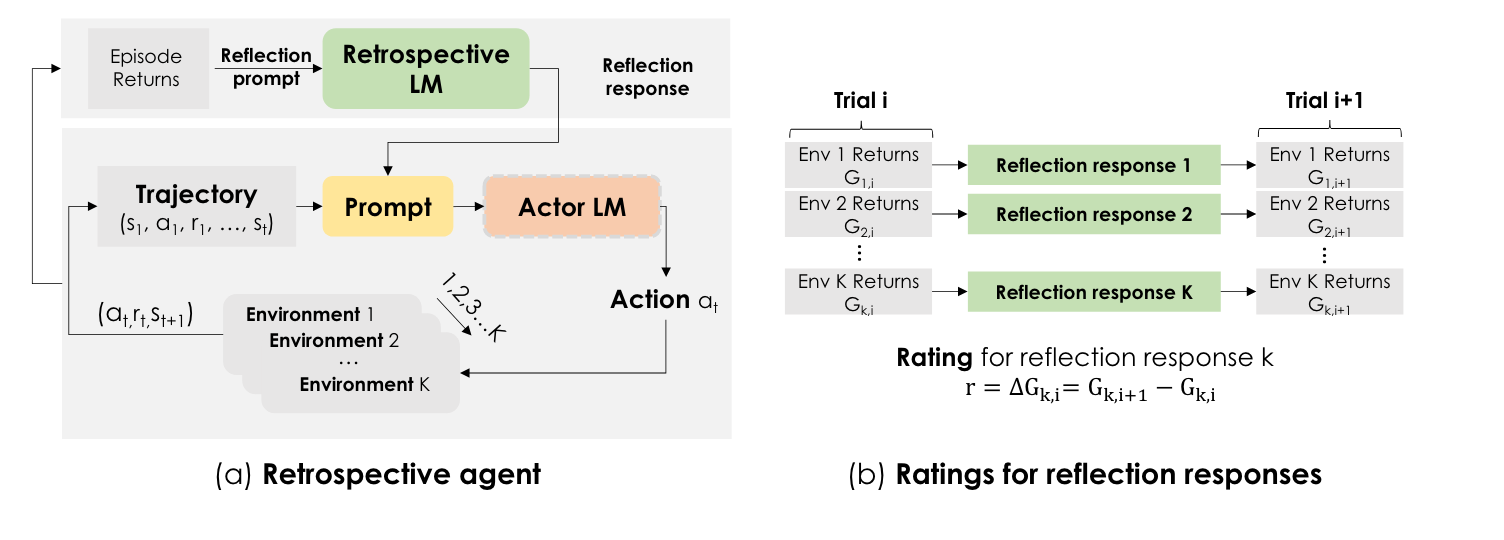 Episode
Returns
Reflection
prompt
Retrospective
LM
Reflection
response
Trajectory
(s1, a1, r1, …, st)
Prompt
Actor LM
(at,rt,st+1)
1,2,3…K
Action at
Environment 1
Environment 2
…
Environment K
(a) Retrospective agent
Trial i
Trial i+1
Env 1 Returns
G1,i
Reflection response 1
Env 1 Returns
G1,i+1
Env 2 Returns
G2,i
Reflection response 2
Env 2 Returns
G2,i+1
⋮
⋮
Env K Returns
Gk,i
Reflection response K
Env K Returns
Gk,i+1
Rating for reflection response k
r = ΔGk,i= Gk,i+1 − Gk,i
(b) Ratings for reflection responses